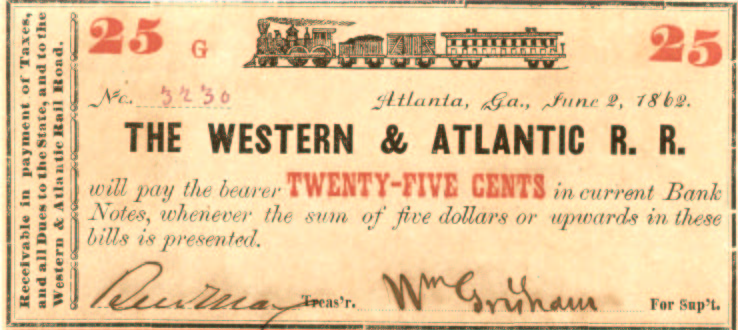 Receivable in payment of Taxes,
and all Dues to the State, and to the
Western & Atlantic Rail Road.
25 G 25
No. 3230 Atlanta, Ga., June 2, 1862.
THE WESTERN & ATLANTIC R. R.
will pay the bearer TWENTY-FIVE CENTS in current Bank
Notes, whenever the sum of five dollars or upwards in these
bills is presented.
Ben May Treas'r. Wm Grisham For Sup't.